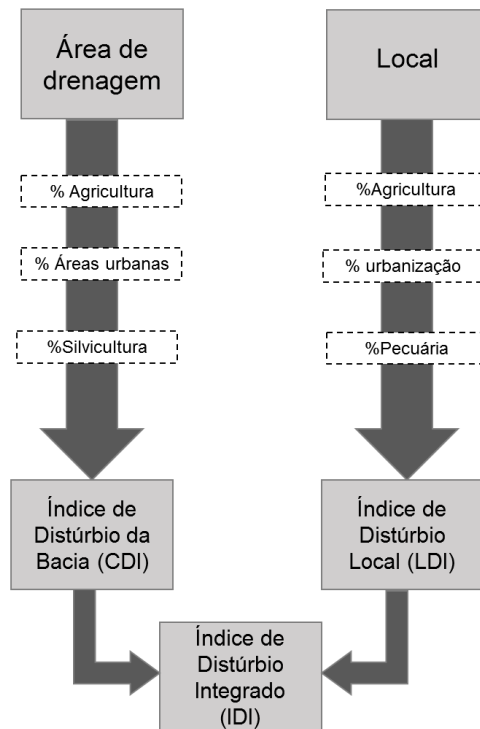 Área de
drenagem
Local
% Agricultura
%Agricultura
% Áreas urbanas
% urbanização
%Silvicultura
%Pecuária
Índice de
Distúrbio da
Bacia (CDI)
Índice de
Distúrbio
Local (LDI)
Índice de
Distúrbio
Integrado
(IDI)